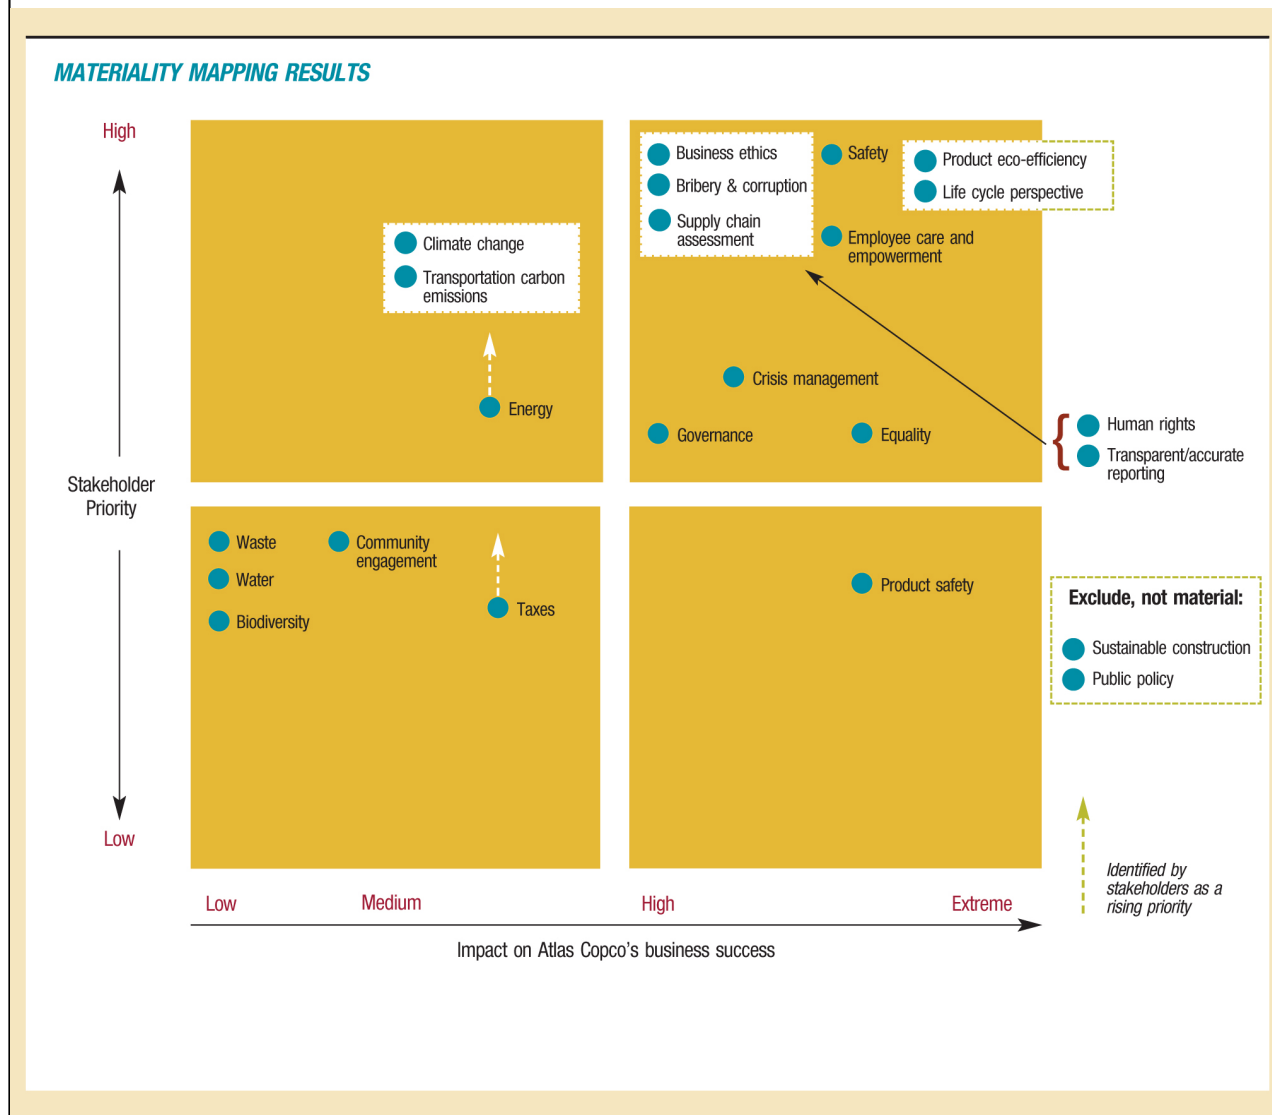 MATERIALITY MAPPING RESULTS
High
Business ethics
Bribery & corruption
Supply chain
assessment
Safety
Product eco-efficiency
Life cycle perspective
Employee care and
empowerment
Climate change
Transportation carbon
emissions
Energy
Crisis management
Governance
Equality
Human rights
Transparent/accurate
reporting
Stakeholder
Priority
Waste
Water
Biodiversity
Community
engagement
Taxes
Product safety
Exclude, not material:
Sustainable construction
Public policy
Low
Identified by
stakeholders as a
rising priority
Low
Medium
High
Extreme
Impact on Atlas Copco’s business success